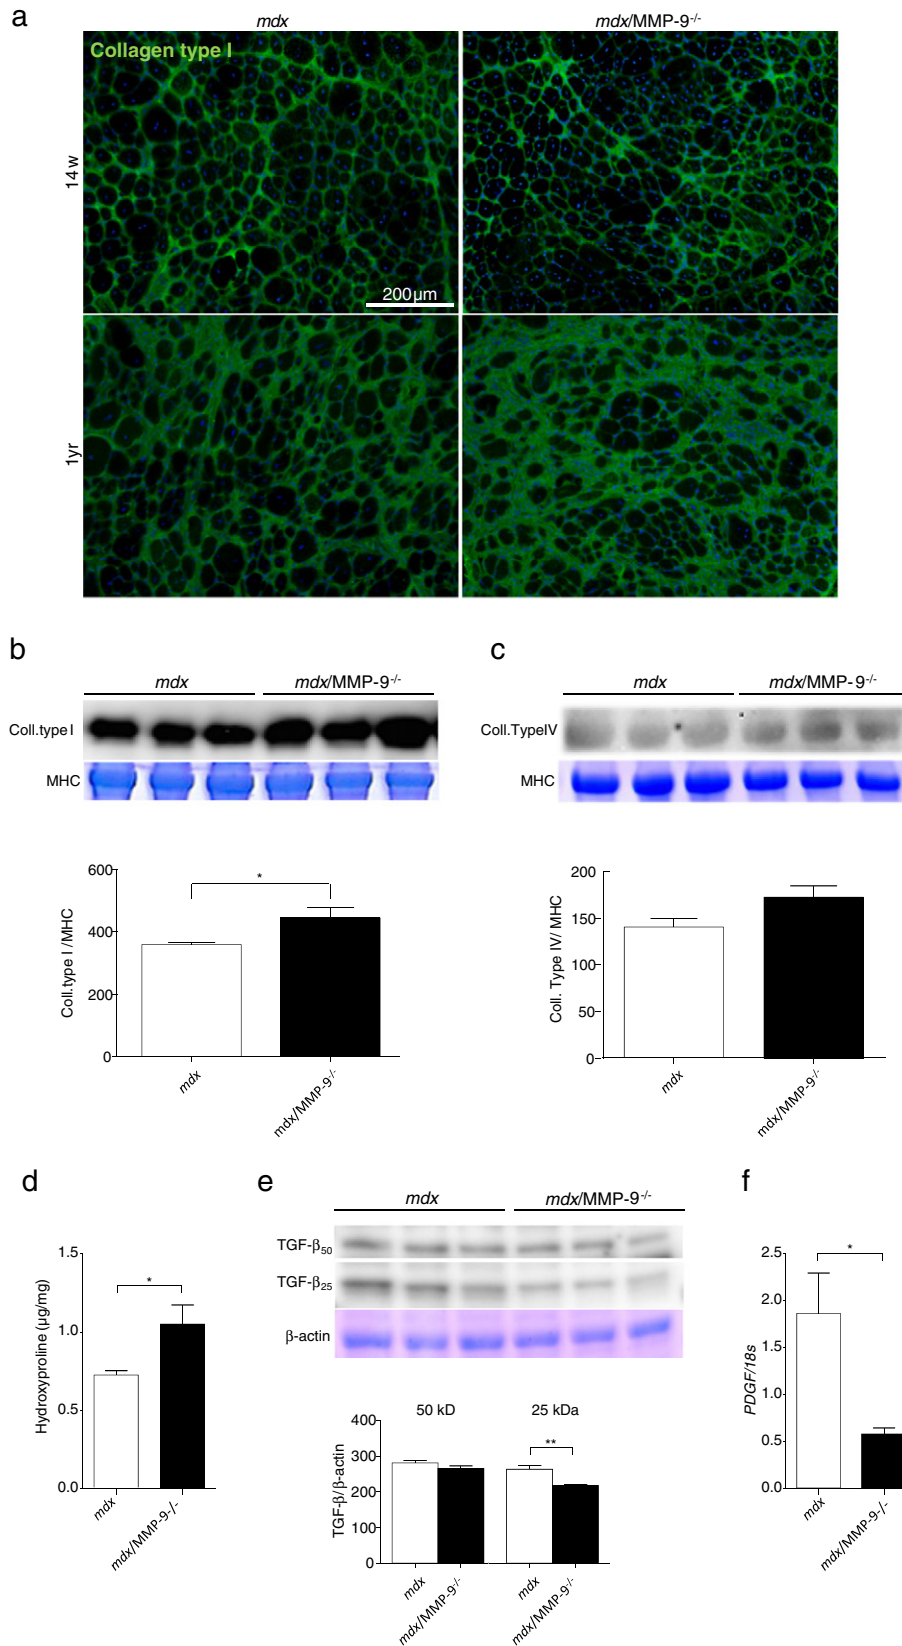 a
mdx
mdx/MMP-9-/-
Collagen type I
14w
200µm
1yr
b
mdx
mdx/MMP-9-/-
Coll.type I
MHC
600
400
200
0
Coll.type I /MHC
*
mdx
mdx/MMP-9-/-
c
mdx
mdx/MMP-9-/-
Coll.TypeIV
MHC
200
150
100
50
0
Coll. Type IV/ MHC
mdx
mdx/MMP-9-/-
d
1.5
1.0
0.5
0.0
Hydroxyproline (µg/mg)
*
mdx
mdx/MMP-9-/-
e
mdx
mdx/MMP-9-/-
TGF-β50
TGF-β25
β-actin
50 kD
25 kDa
400
300
200
100
0
TGF-β/β-actin
**
mdx
mdx/MMP-9-/-
mdx
mdx/MMP-9-/-
f
2.5
2.0
1.5
1.0
0.5
0.0
PDGF/18s
*
mdx
mdx/MMP-9-/-